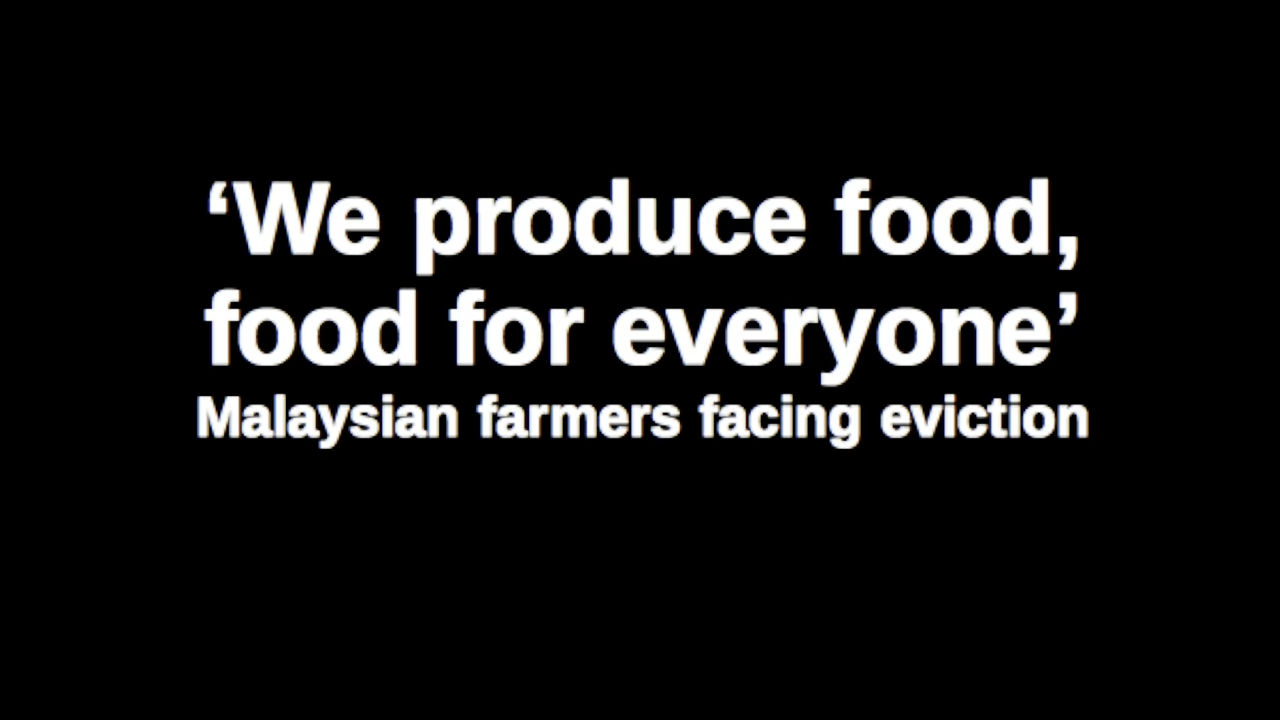 ‘We produce food,
food for everyone’
Malaysian farmers facing eviction